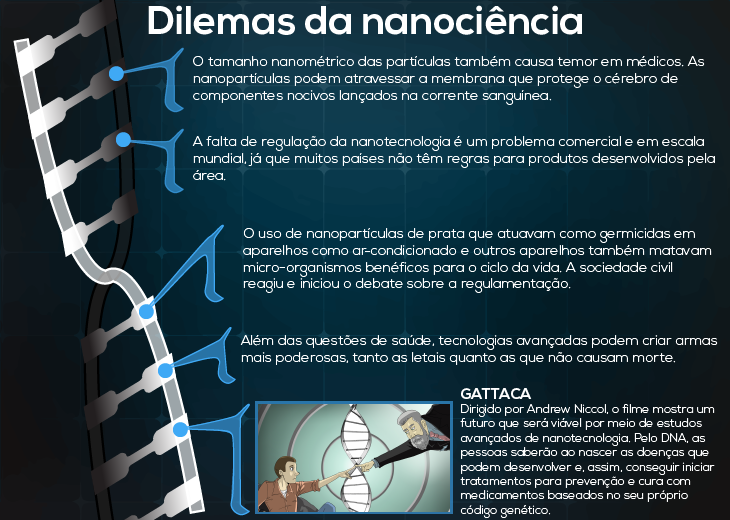 Dilemas da nanociência
O tamanho nanométrico das partículas também causa temor em médicos. As
nanopartículas podem atravessar a membrana que protege o cérebro de
componentes nocivos lançados na corrente sanguínea.
A falta de regulação da nanotecnologia é um problema comercial e em escala
mundial, já que muitos países não têm regras para produtos desenvolvidos pela
área.
O uso de nanopartículas de prata que atuavam como germicidas em
aparelhos como ar-condicionado e outros aparelhos também matavam
micro-organismos benéficos para o ciclo da vida. A sociedade civil
reagiu e iniciou o debate sobre a regulamentação.
Além das questões de saúde, tecnologias avançadas podem criar armas
mais poderosas, tanto as letais quanto as que não causam morte.
GATTACA
Dirigido por Andrew Niccol, o filme mostra um
futuro que será viável por meio de estudos
avançados de nanotecnologia. Pelo DNA, as
pessoas saberão ao nascer as doenças que
podem desenvolver e, assim, conseguir iniciar
tratamentos para prevenção e cura com
medicamentos baseados no seu próprio
código genético.